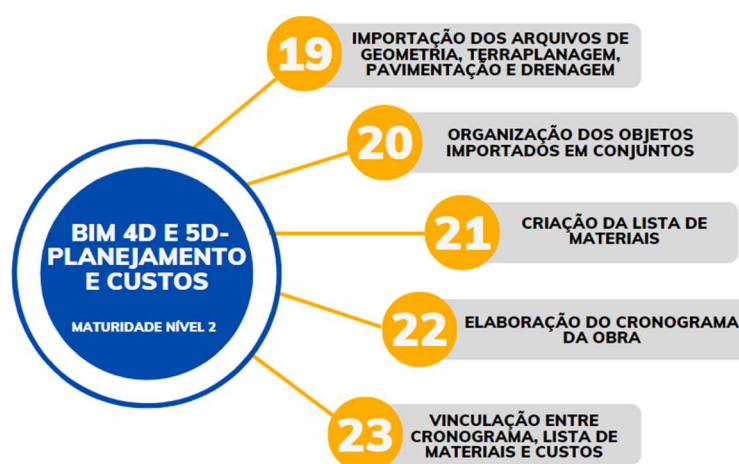 19
IMPORTAÇÃO DOS ARQUIVOS DE
GEOMETRIA, TERRAPLANAGEM,
PAVIMENTAÇÃO E DRENAGEM
20
ORGANIZAÇÃO DOS OBJETOS
IMPORTADOS EM CONJUNTOS
BIM 4D E 5D-
PLANEJAMENTO
E CUSTOS
MATURIDADE NÍVEL 2
21
CRIAÇÃO DA LISTA DE
MATERIAIS
22
ELABORAÇÃO DO CRONOGRAMA
DA OBRA
23
VINCULAÇÃO ENTRE
CRONOGRAMA, LISTA DE
MATERIAIS E CUSTOS